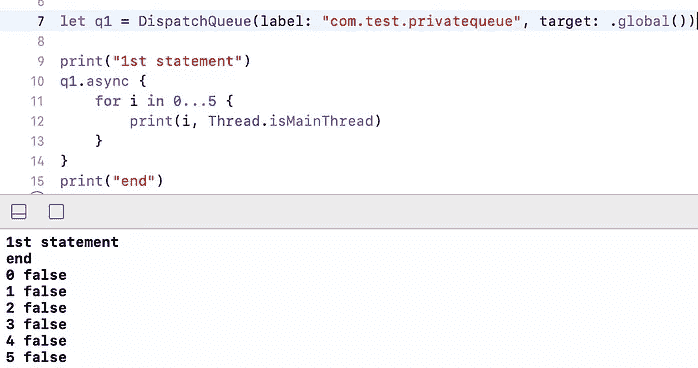 6
7 let q1 = DispatchQueue(label: "com.test.privatequeue", target: .global())
8
9 print("1st statement")
10 q1.async {
11 for i in 0...5 {
12 print(i, Thread.isMainThread)
13 }
14 }
15 print("end")
1st statement
end
0 false
1 false
2 false
3 false
4 false
5 false